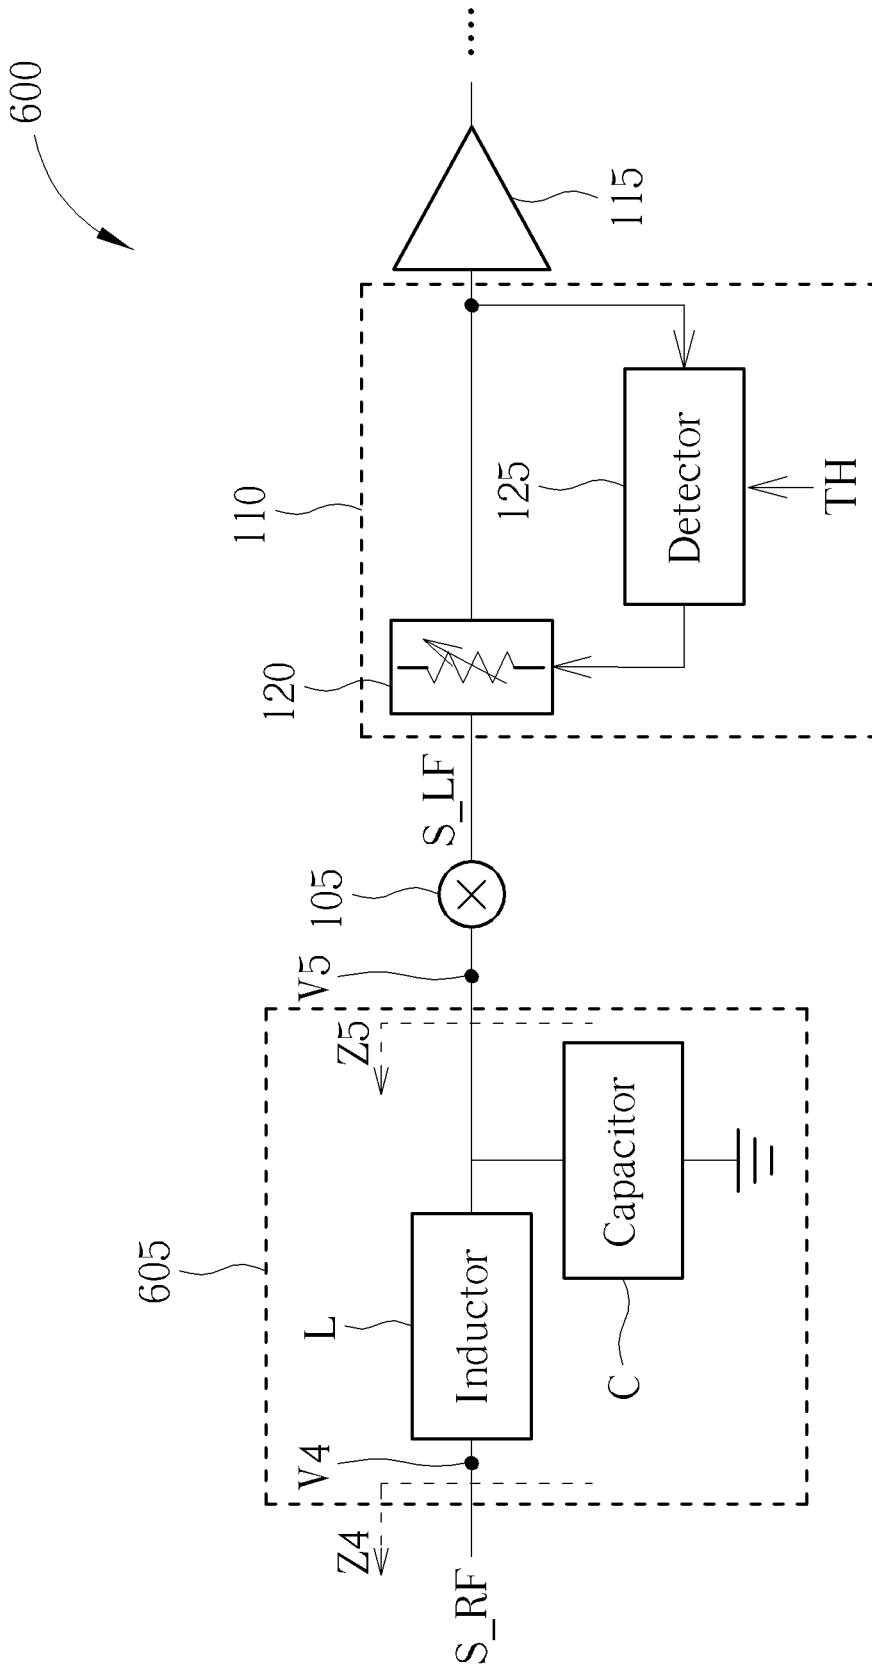 600
115
110
125
Detector
TH
120
S_LF
105
V5
Z5
605
L
Inductor
Capacitor
C
V4
Z4
S_RF